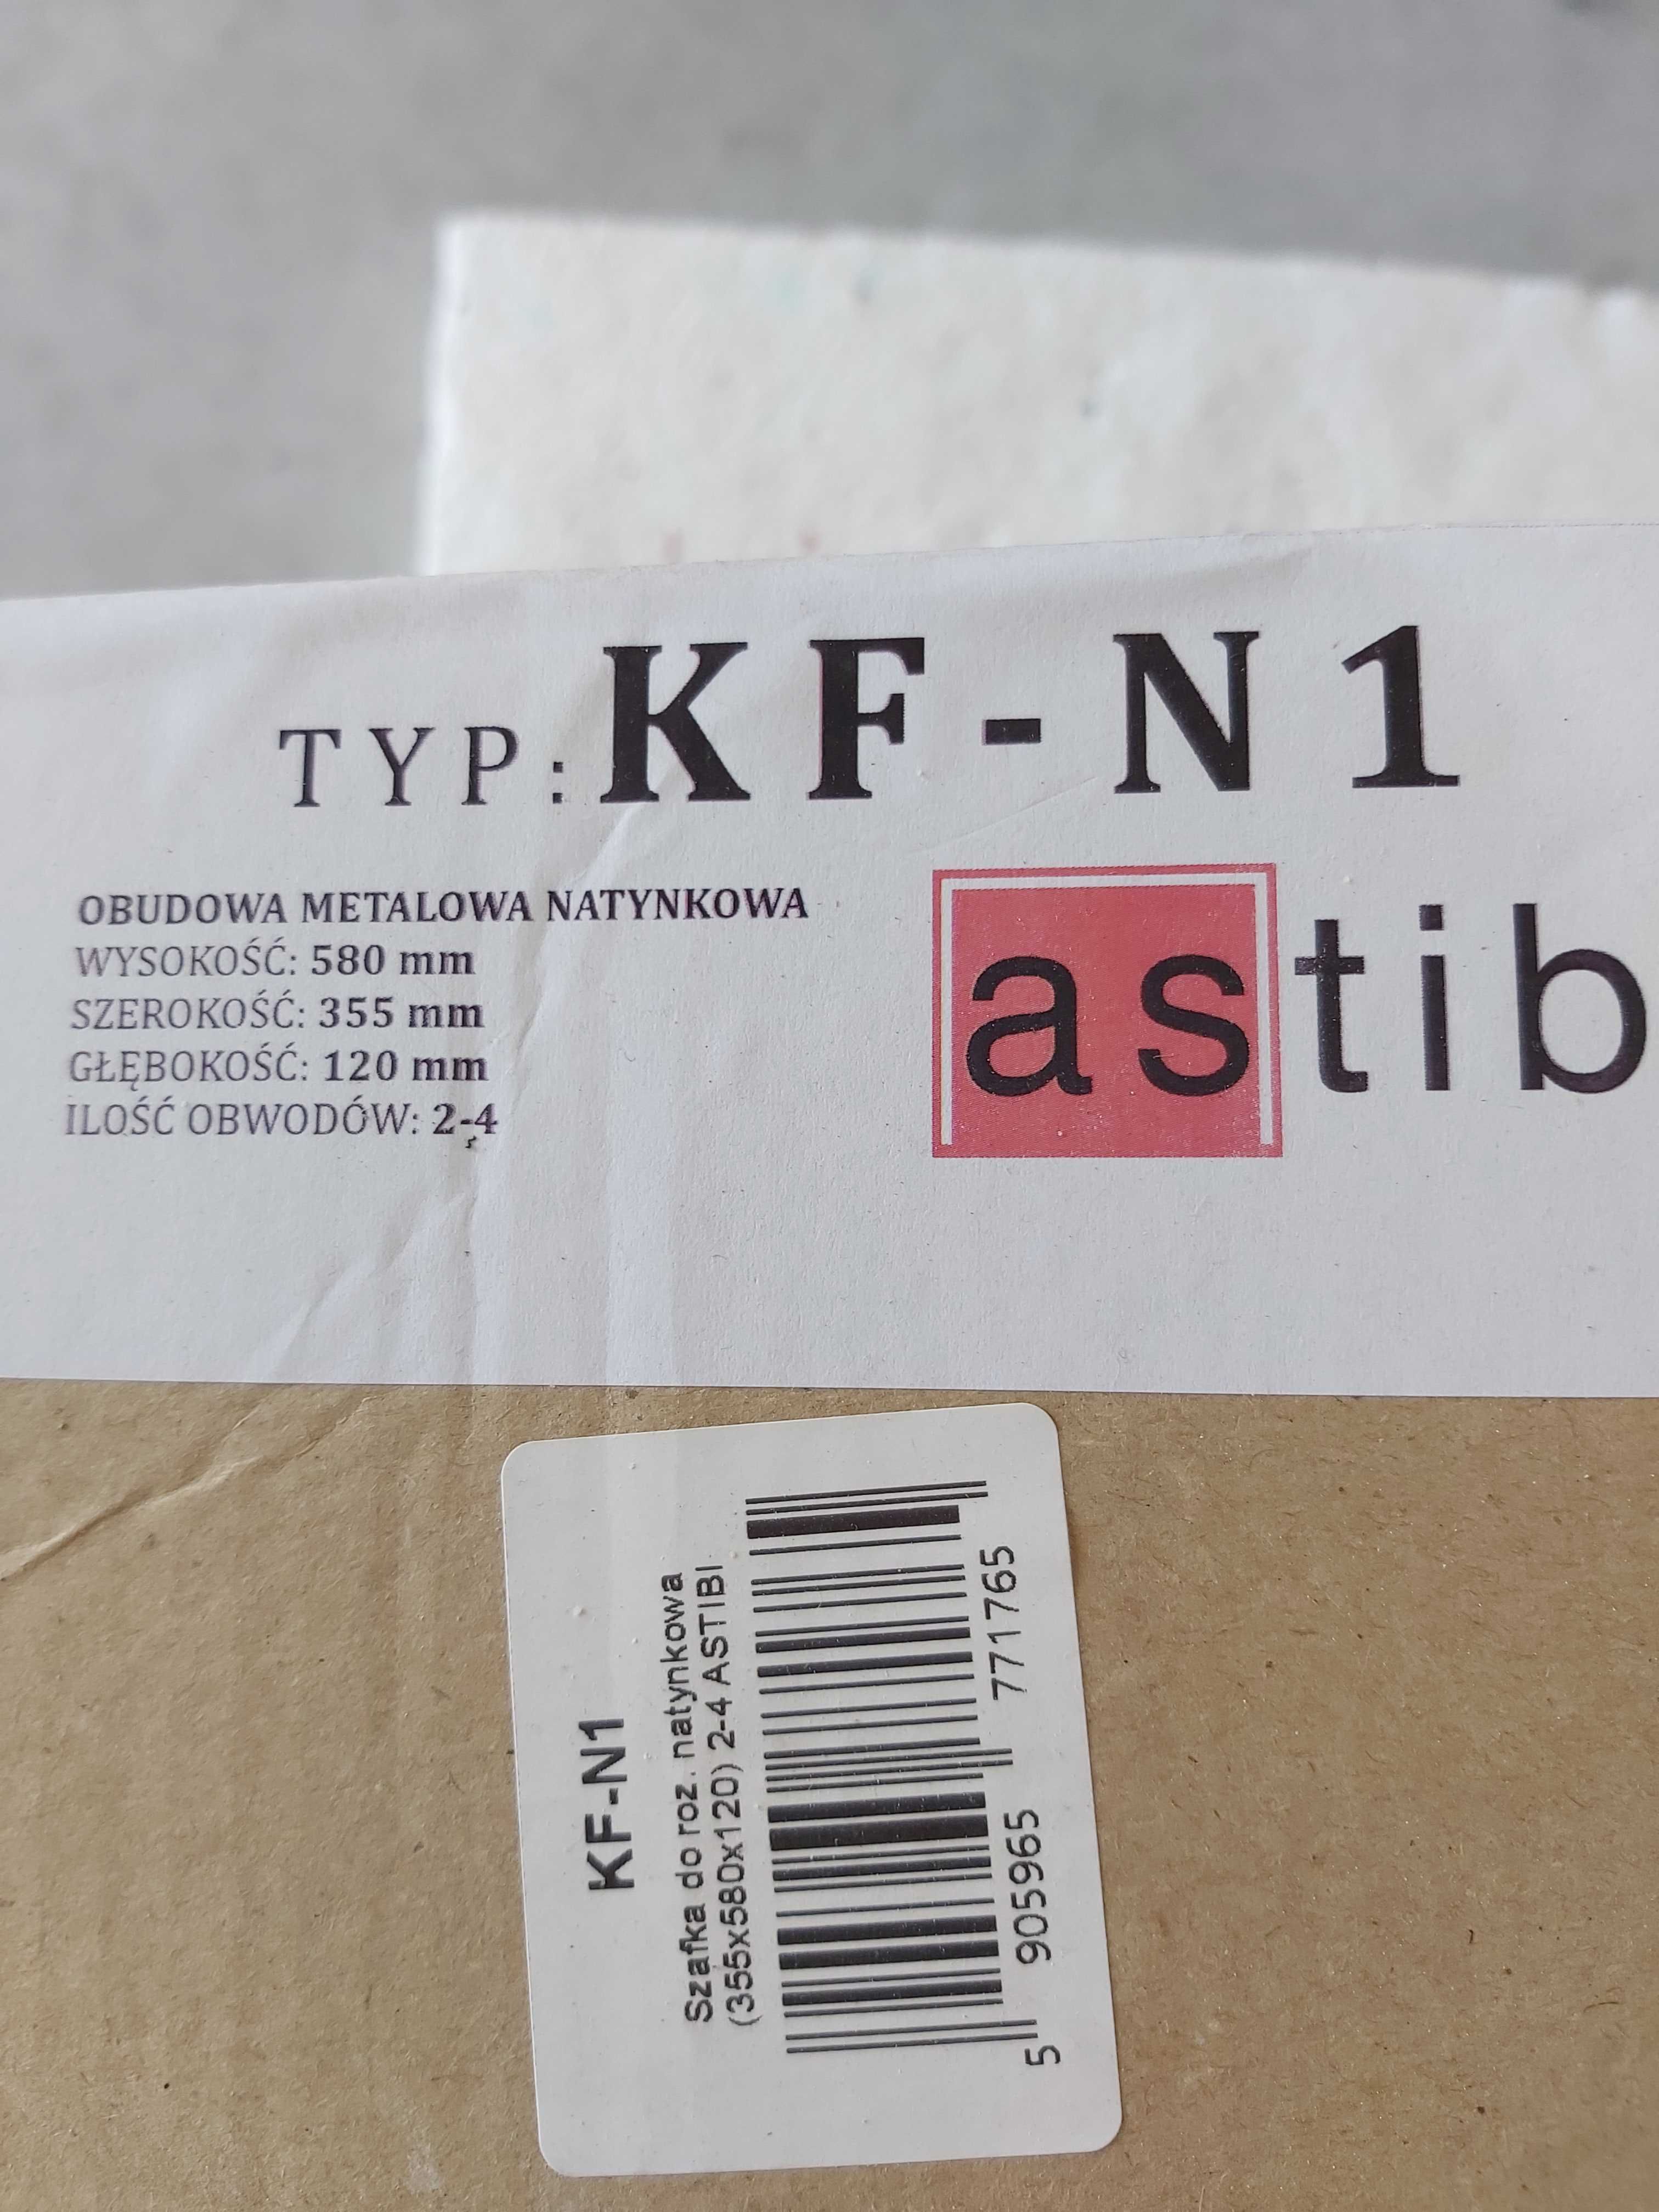 TYP: KF-N1
OBUDOWA METALOWA NATYNKOWA
WYSOKOŚĆ: 580 mm
SZEROKOŚĆ: 355 mm
GŁĘBOKOŚĆ: 120 mm
ILOŚĆ OBWODÓW: 2-4
astib
KF-N1
Szafka do roz. natynkowa
(355x580x120) 2-4 ASTIBI
5 905965 771765